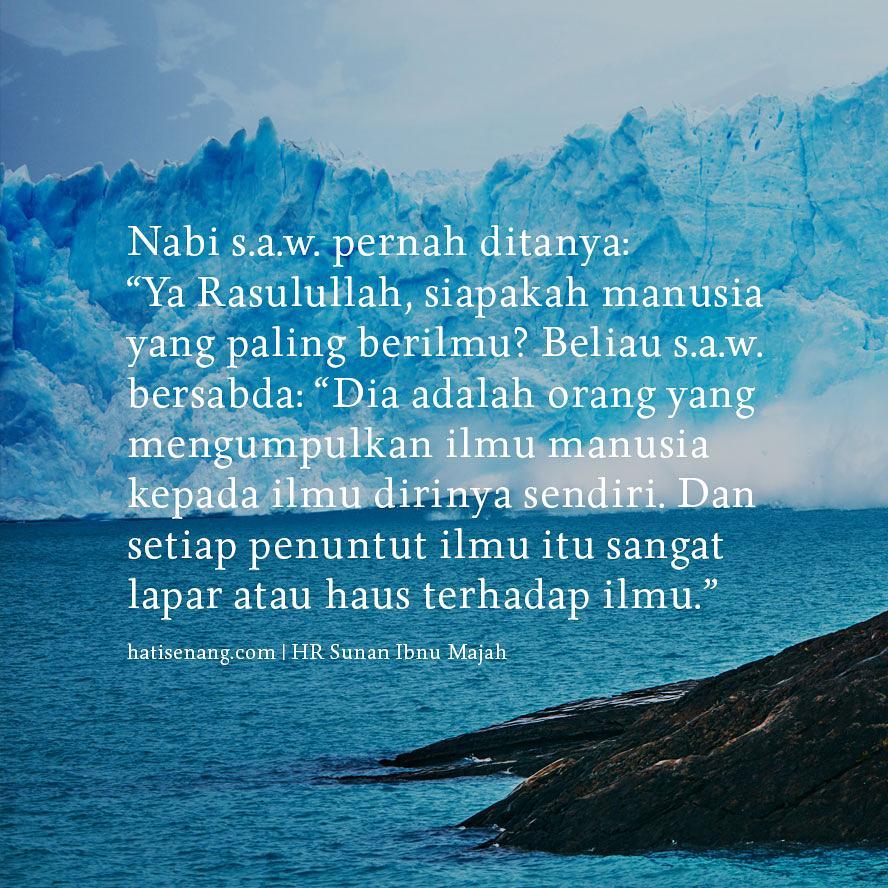 Nabi s.a.w. pernah ditanya:
“Ya Rasulullah, siapakah manusia
yang paling berilmu? Beliau s.a.w.
bersabda: “Dia adalah orang yang
mengumpulkan ilmu manusia
kepada ilmu dirinya sendiri. Dan
setiap penuntut ilmu itu sangat
lapar atau haus terhadap ilmu.”
hatisenang.com | HR Sunan Ibnu Majah